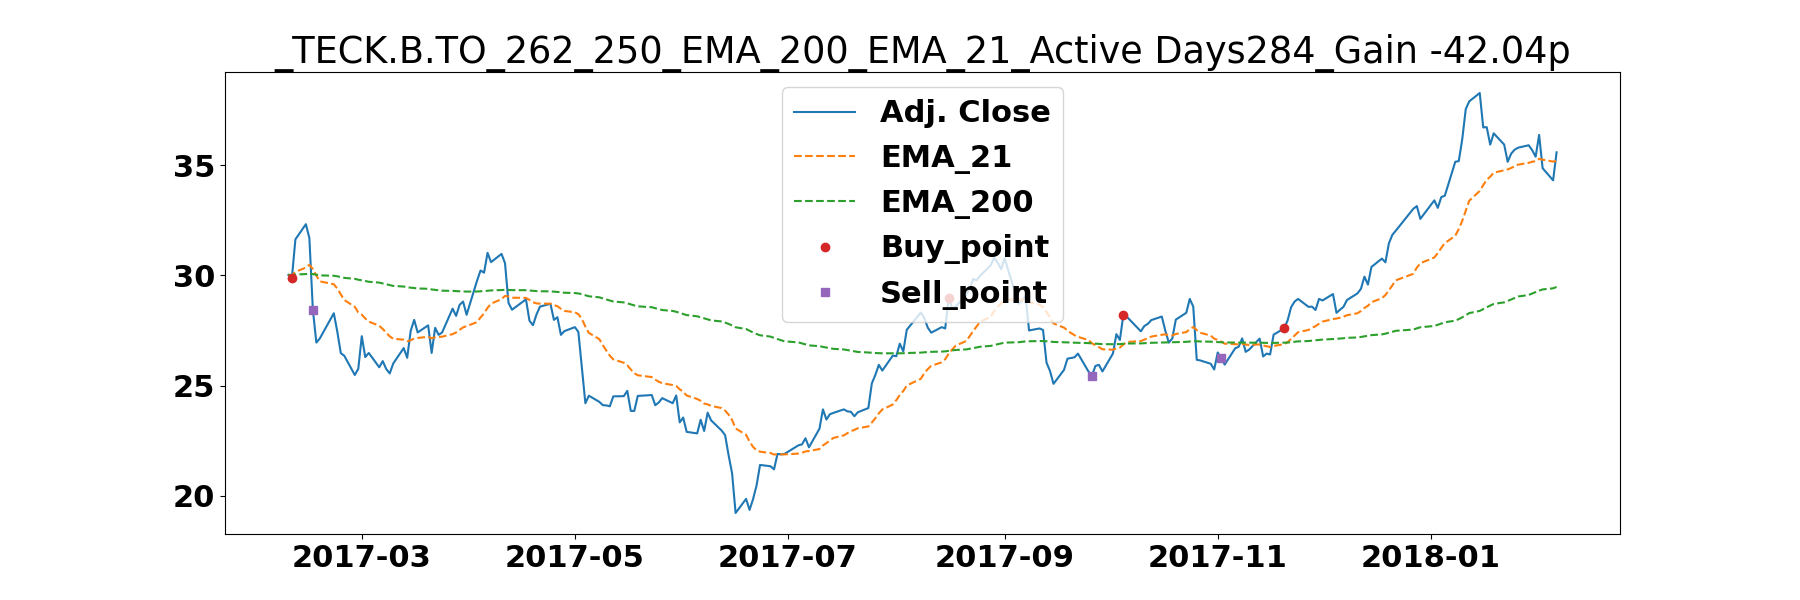 _TECK.B.TO_262_250_EMA_200_EMA_21_Active Days284_Gain -42.04p
Adj. Close
EMA_21
EMA_200
Buy_point
Sell_point
35
30
25
20
2017-03 2017-05 2017-07 2017-09 2017-11 2018-01